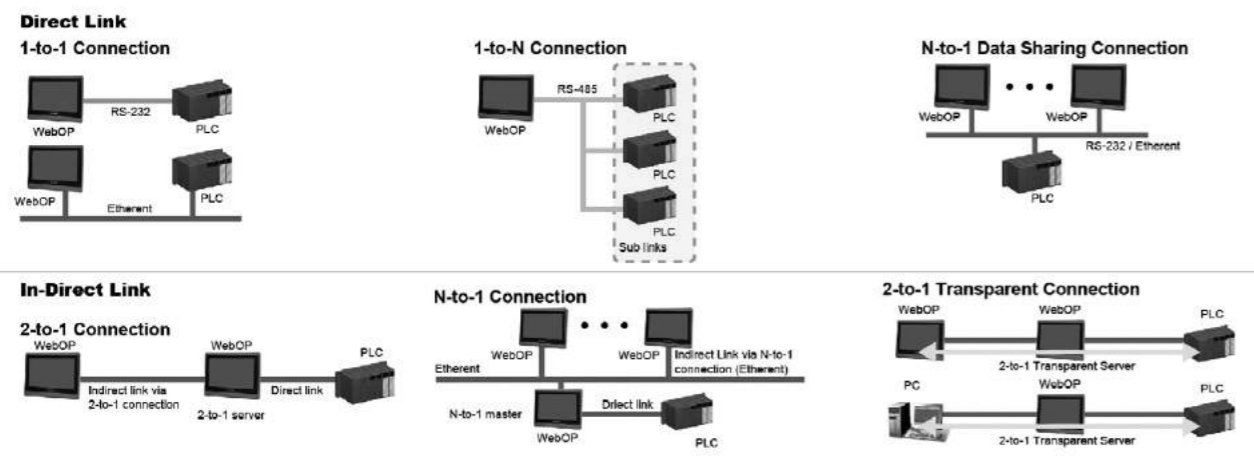 Direct Link
1-to-1 Connection
RS-232
WebOP
PLC
WebOP
PLC
Etherent
1-to-N Connection
RS-485
WebOP
PLC
PLC
PLC
Sub links
N-to-1 Data Sharing Connection
WebOP
WebOP
RS-232 / Etherent
PLC
In-Direct Link
2-to-1 Connection
WebOP
WebOP
PLC
Indirect link via
2-to-1 connection
Direct link
2-to-1 server
N-to-1 Connection
WebOP
WebOP
Indirect Link via N-to-1
connection (Etherent)
Etherent
N-to-1 master
Driect link
WebOP
PLC
2-to-1 Transparent Connection
WebOP
WebOP
PLC
2-to-1 Transparent Server
PC
WebOP
PLC
2-to-1 Transparent Server